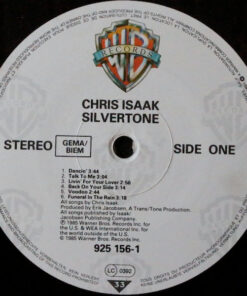 WB
RECORDS
CHRIS ISAAK
SILVERTONE
STEREO
GEMA/
BIEM
SIDE ONE
1. Dancin' 3:44
2. Talk To Me 3:04
3. Livin' For Your Lover 2:56
4. Back On Your Side 3:14
5. Voodoo 2:44
6. Funeral In The Rain 3:18
All songs by Chris Isaak.
Produced by Erik Jacobsen, A Trans/Tone Production.
All songs published by Isaak/
Jacobsen Publishing Company.
©1985 Warner Bros. Records Inc. for the
U.S. & WEA International Inc. for
the world outside of the U.S.
℗ 1985 Warner Bros. Records Inc.
925 156-1
LC 0392
33